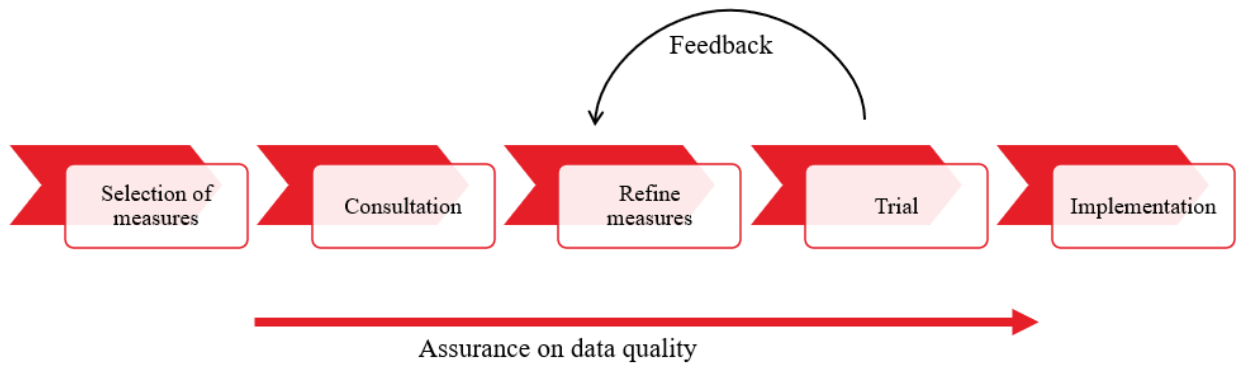 Feedback
Selection of
measures
Consultation
Refine
measures
Trial
Implementation
Assurance on data quality